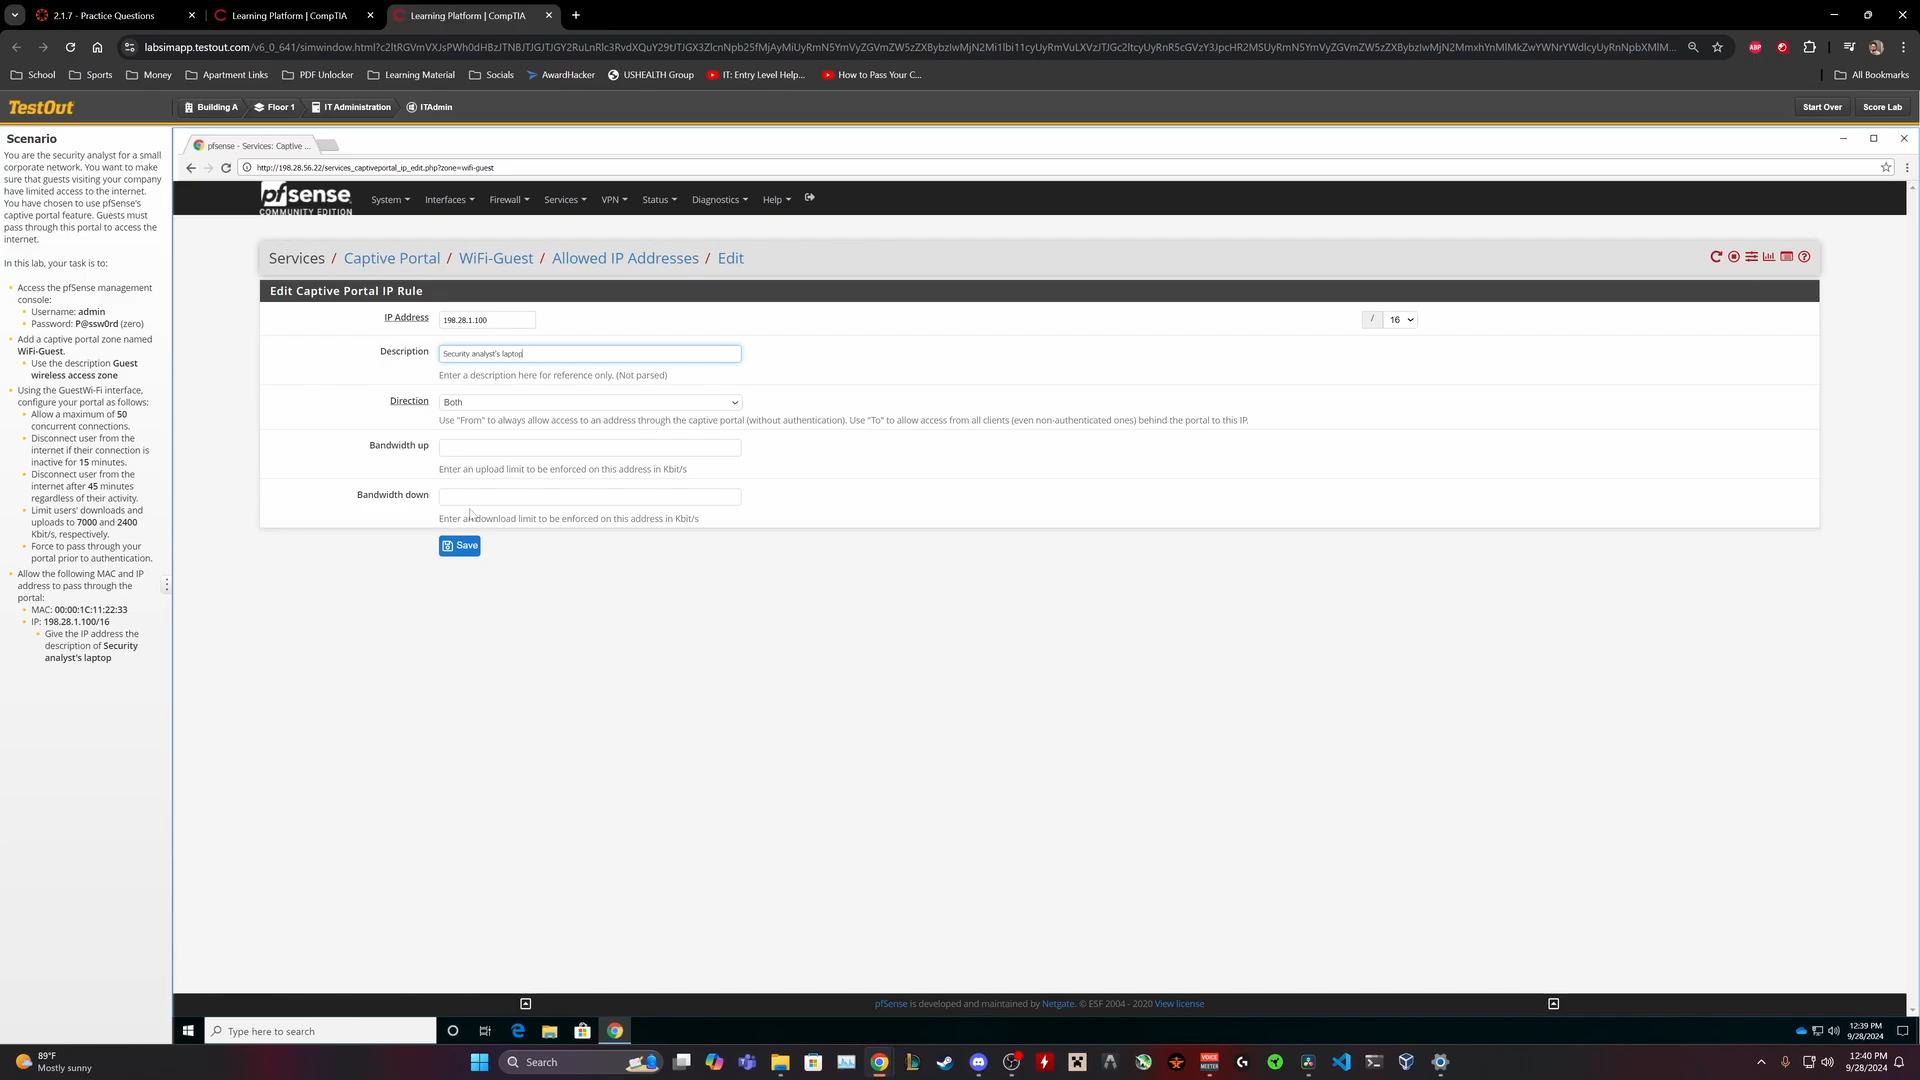 2.1.7 - Practice Questions
Learning Platform | CompTIA
Learning Platform | CompTIA
School
Sports
Money
Apartment Links
PDF Unlocker
Learning Material
Socials
AwardHacker
USHEALTH Group
IT: Entry Level Help...
How to Pass Your C...
All Bookmarks
TestOut
Building A
Floor 1
IT Administration
ITAdmin
Start Over
Score Lab
Scenario
You are the security analyst for a small
corporate network. You want to make
sure that guests visiting your company
have limited access to the internet.
You have chosen to use pfSense's
captive portal feature. Guests must
pass through this portal to access the
internet.
In this lab, your task is to:
Access the pfSense management
console:
Username: admin
Password: P@ssw0rd (zero)
Add a captive portal zone named
WiFi-Guest.
Use the description Guest
wireless access zone
Using the GuestWi-Fi interface,
configure your portal as follows:
Allow a maximum of 50
concurrent connections.
Disconnect user from the
internet if their connection is
inactive for 15 minutes.
Disconnect user from the
internet after 45 minutes
regardless of their activity.
Limit users' downloads and
uploads to 7000 and 2400
Kbit/s, respectively.
Force to pass through your
portal prior to authentication.
Allow the following MAC and IP
address to pass through the
portal:
MAC: 00:00:1C:11:22:33
IP: 198.28.1.100/16
Give the IP address the
description of Security
analyst's laptop
pfsense - Services: Captive ...
http://198.28.56.22/services_captiveportal_ip_edit.php?zone=wifi-guest
pfsense
COMMUNITY EDITION
System
Interfaces
Firewall
Services
VPN
Status
Diagnostics
Help
Services / Captive Portal / WiFi-Guest / Allowed IP Addresses / Edit
Edit Captive Portal IP Rule
IP Address
198.28.1.100
/
16
Description
Security analyst's laptop
Enter a description here for reference only. (Not parsed)
Direction
Both
Use "From" to always allow access to an address through the captive portal (without authentication). Use "To" to allow access from all clients (even non-authenticated ones) behind the portal to this IP.
Bandwidth up
Enter an upload limit to be enforced on this address in Kbit/s
Bandwidth down
Enter an download limit to be enforced on this address in Kbit/s
Save
pfSense is developed and maintained by Netgate. © ESF 2004 - 2020 View license
Type here to search
12:39 PM
9/28/2024
89°F
Mostly sunny
Search
12:40 PM
9/28/2024